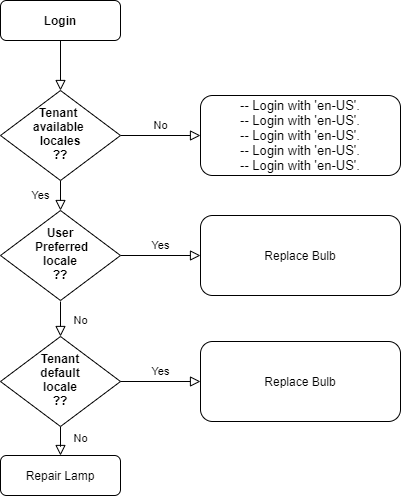 Login
Tenant
available
locales
??
No
-- Login with 'en-US'.
-- Login with 'en-US'.
-- Login with 'en-US'.
-- Login with 'en-US'.
-- Login with 'en-US'.
Yes
User
Preferred
locale
??
Yes
Replace Bulb
No
Tenant
default
locale
??
Yes
Replace Bulb
No
Repair Lamp